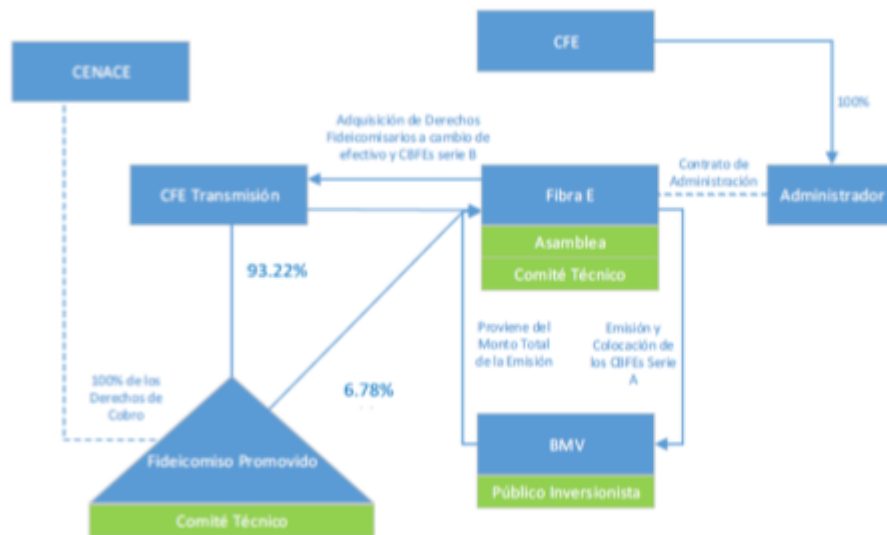 CFE
CENACE
100%
Adquisición de Derechos
Fideicomisarios a cambio de
efectivo y CBFEs serie B
Contrato de
Administración
CFE Transmisión
Fibra E
Administrador
Asamblea
Comité Técnico
93.22%
Proviene del
Monto Total
de la Emisión
Emisión y
Colocación de
los CBFEs Serie
A
100% de los
Derechos de
Cobro
6.78%
Fideicomiso Promovido
BMV
Público Inversionista
Comité Técnico